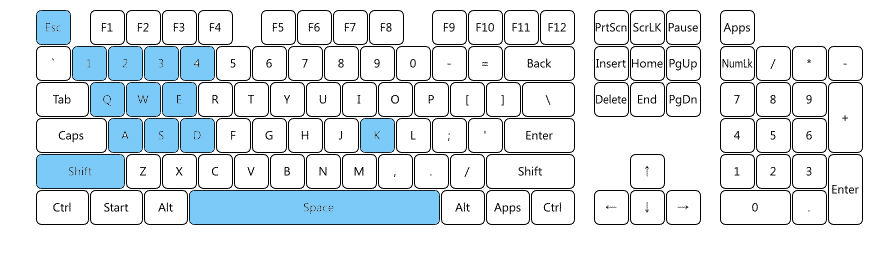 Esc F1 F2 F3 F4 F5 F6 F7 F8 F9 F10 F11 F12 PrtScn ScrLK Pause Apps
` 1 2 3 4 5 6 7 8 9 0 - = Back Insert Home PgUp NumLk / * -
Tab Q W E R T Y U I O P [ ] \ Delete End PgDn 7 8 9 +
Caps A S D F G H J K L ; ' Enter 4 5 6
Shift Z X C V B N M , . / Shift ↑ 1 2 3 Enter
Ctrl Start Alt Space Alt Apps Ctrl ← ↓ → 0 .